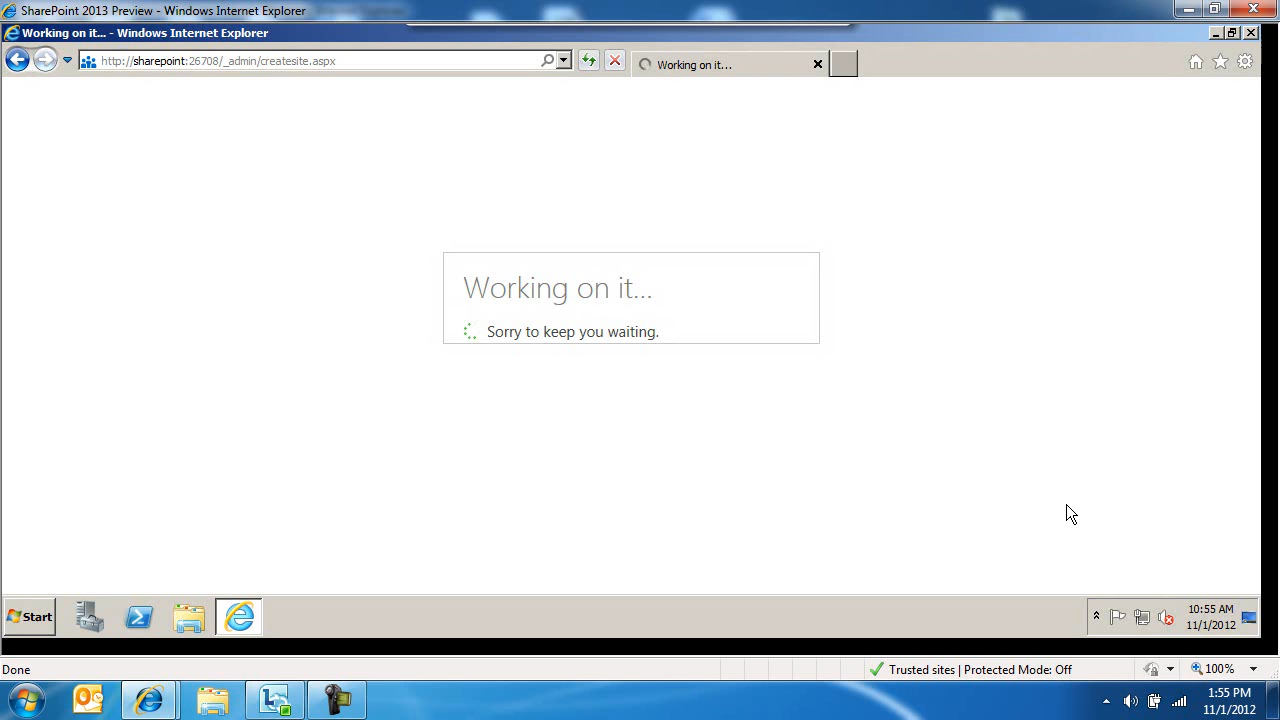 SharePoint 2013 Preview - Windows Internet Explorer
Working on it... - Windows Internet Explorer
http://sharepoint:26708/_admin/createsite.aspx
Working on it...
Working on it...
Sorry to keep you waiting.
Start
10:55 AM
11/1/2012
Done
Trusted sites | Protected Mode: Off
100%
1:55 PM
11/1/2012